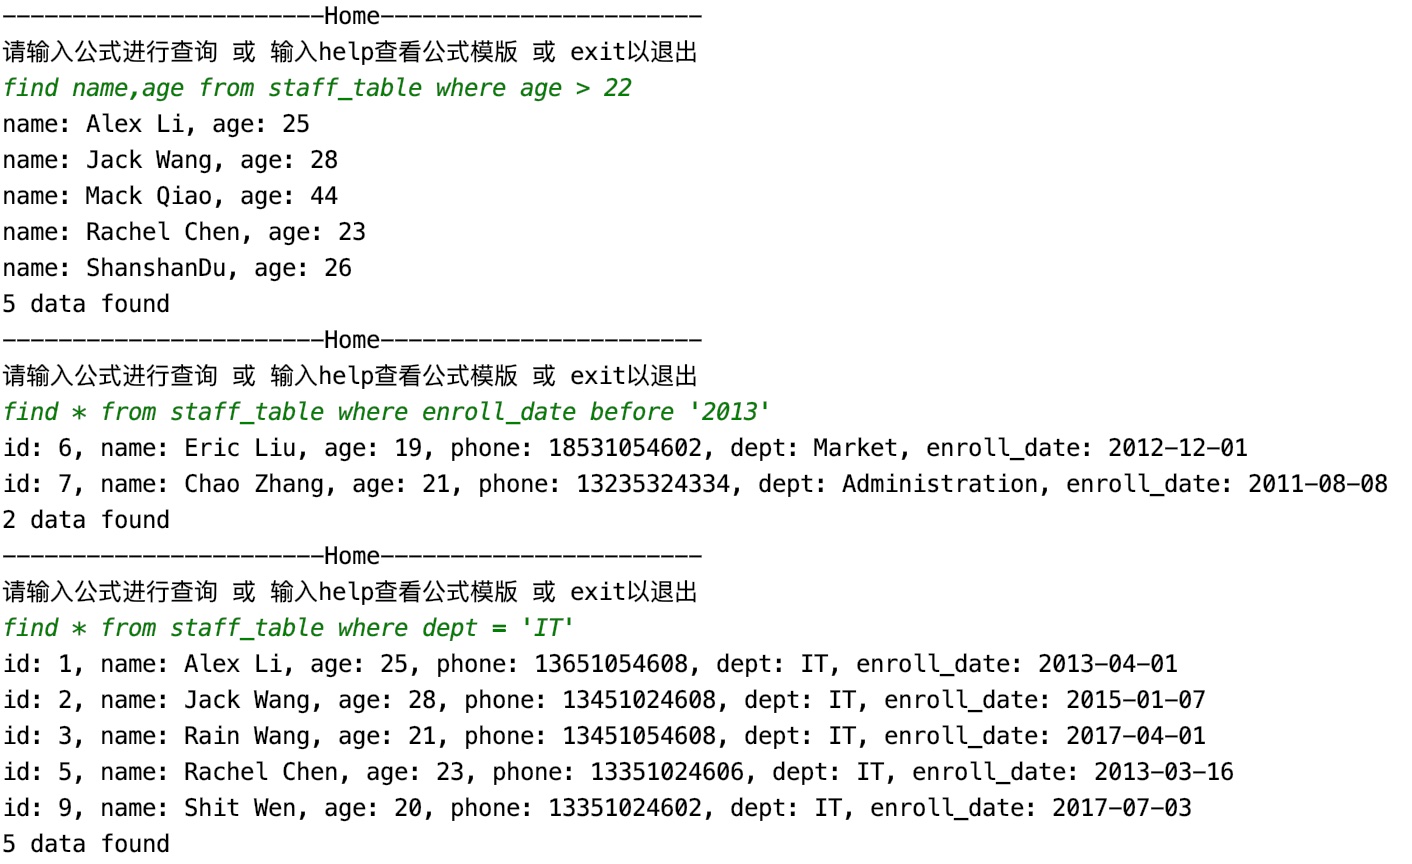 -----------------------Home-----------------------
请输入公式进行查询 或 输入help查看公式模版 或 exit以退出
find name,age from staff_table where age > 22
name: Alex Li, age: 25
name: Jack Wang, age: 28
name: Mack Qiao, age: 44
name: Rachel Chen, age: 23
name: ShanshanDu, age: 26
5 data found
-----------------------Home-----------------------
请输入公式进行查询 或 输入help查看公式模版 或 exit以退出
find * from staff_table where enroll_date before '2013'
id: 6, name: Eric Liu, age: 19, phone: 18531054602, dept: Market, enroll_date: 2012-12-01
id: 7, name: Chao Zhang, age: 21, phone: 13235324334, dept: Administration, enroll_date: 2011-08-08
2 data found
-----------------------Home-----------------------
请输入公式进行查询 或 输入help查看公式模版 或 exit以退出
find * from staff_table where dept = 'IT'
id: 1, name: Alex Li, age: 25, phone: 13651054608, dept: IT, enroll_date: 2013-04-01
id: 2, name: Jack Wang, age: 28, phone: 13451024608, dept: IT, enroll_date: 2015-01-07
id: 3, name: Rain Wang, age: 21, phone: 13451054608, dept: IT, enroll_date: 2017-04-01
id: 5, name: Rachel Chen, age: 23, phone: 13351024606, dept: IT, enroll_date: 2013-03-16
id: 9, name: Shit Wen, age: 20, phone: 13351024602, dept: IT, enroll_date: 2017-07-03
5 data found